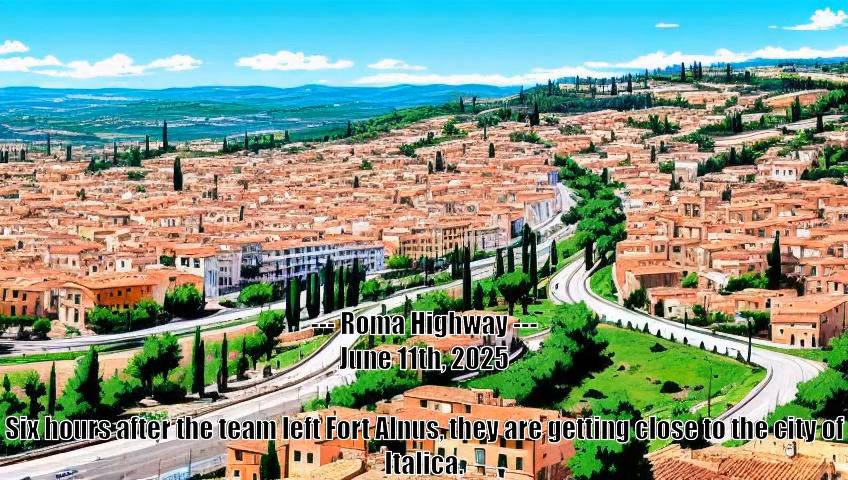 --- Roma Highway ---
June 11th, 2025
Six hours after the team left Fort Alnus, they are getting close to the city of
Italica.